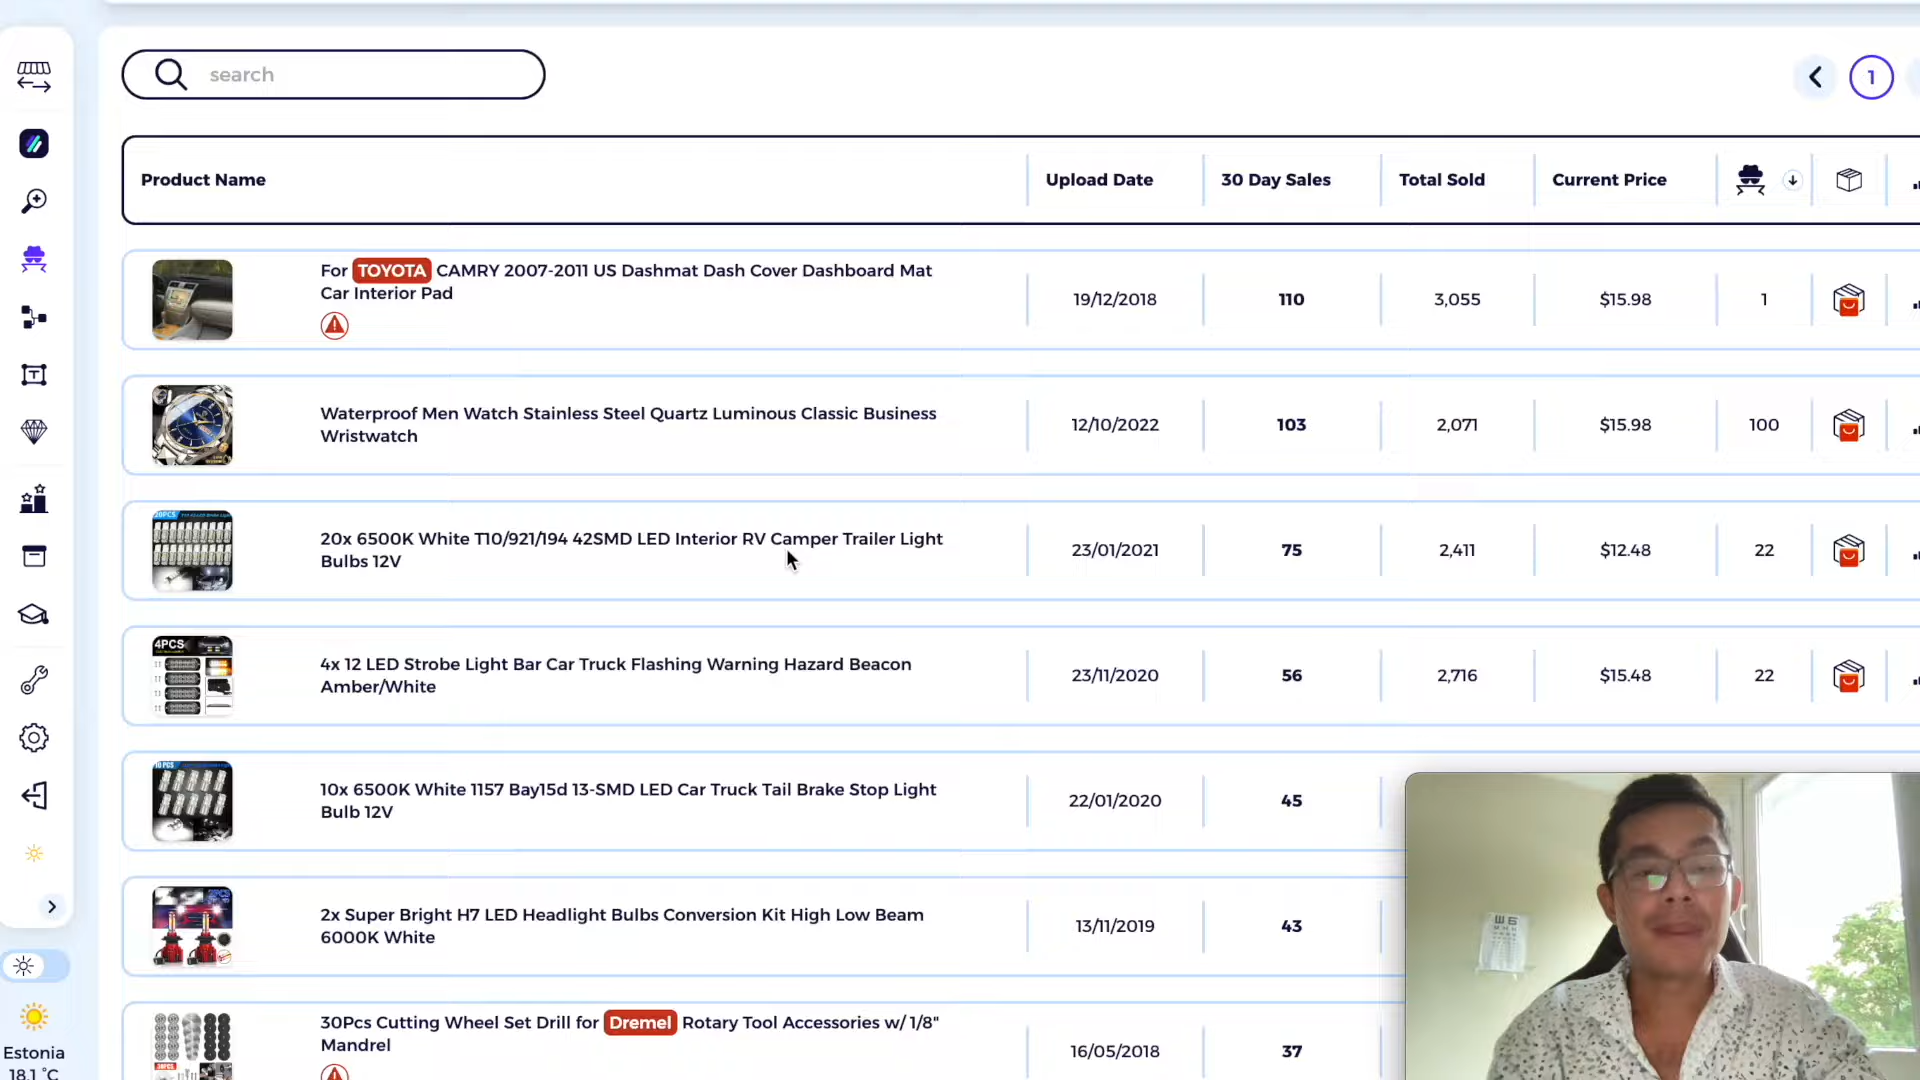 search
1
Product Name
Upload Date
30 Day Sales
Total Sold
Current Price
For TOYOTA CAMRY 2007-2011 US Dashmat Dash Cover Dashboard Mat
Car Interior Pad
19/12/2018
110
3,055
$15.98
1
Waterproof Men Watch Stainless Steel Quartz Luminous Classic Business
Wristwatch
12/10/2022
103
2,071
$15.98
100
20x 6500K White T10/921/194 42SMD LED Interior RV Camper Trailer Light
Bulbs 12V
23/01/2021
75
2,411
$12.48
22
4PCS
4x 12 LED Strobe Light Bar Car Truck Flashing Warning Hazard Beacon
Amber/White
23/11/2020
56
2,716
$15.48
22
10 PCS
10x 6500K White 1157 Bay15d 13-SMD LED Car Truck Tail Brake Stop Light
Bulb 12V
22/01/2020
45
2x Super Bright H7 LED Headlight Bulbs Conversion Kit High Low Beam
6000K White
13/11/2019
43
30Pcs Cutting Wheel Set Drill for Dremel Rotary Tool Accessories w/ 1/8"
Mandrel
16/05/2018
37
Estonia
18.1 °C